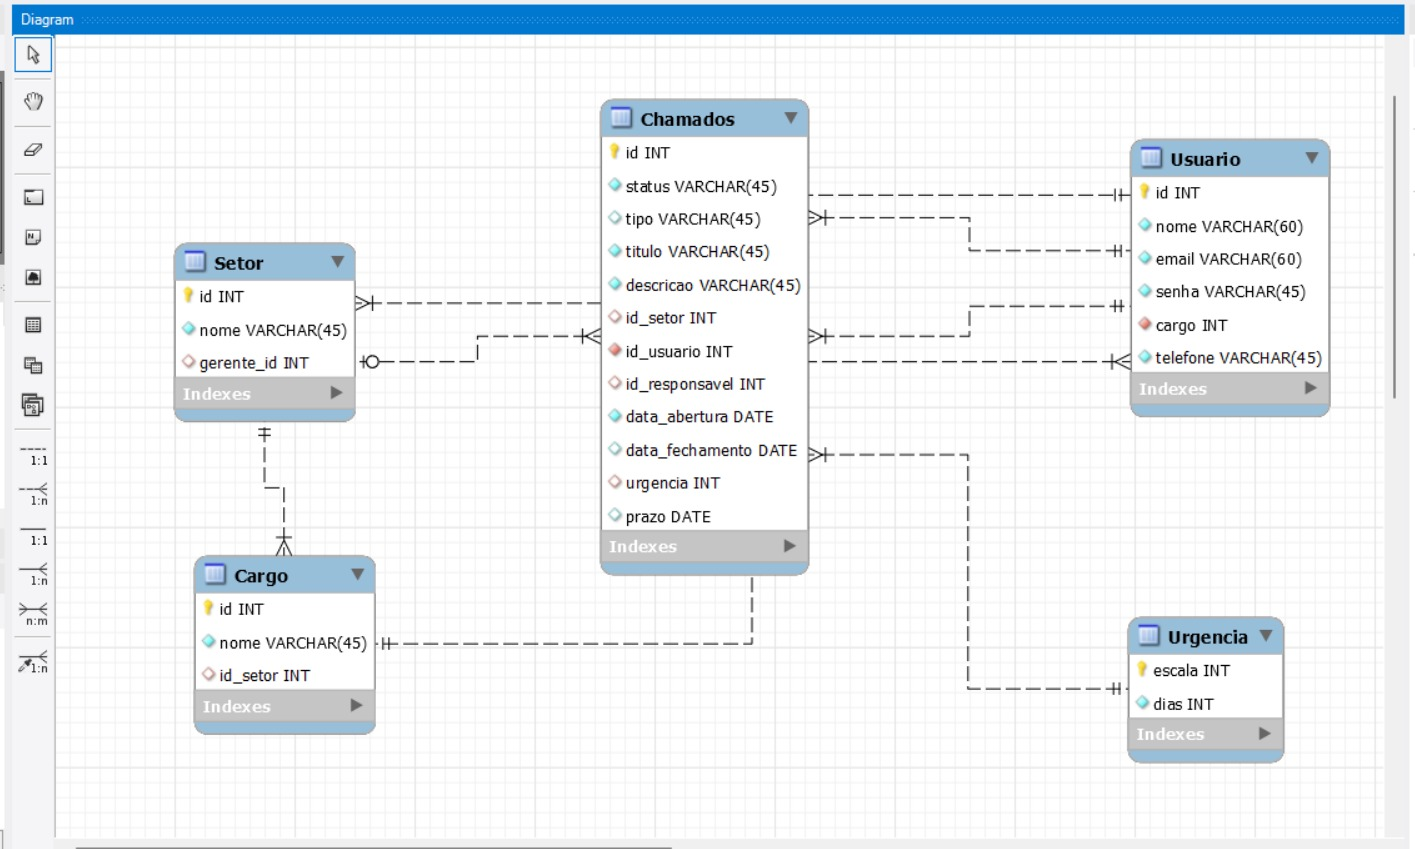 Diagram
1:1
1:n
1:1
1:n
n:m
1:n
Setor
id INT
nome VARCHAR(45)
gerente_id INT
Indexes
Cargo
id INT
nome VARCHAR(45)
id_setor INT
Indexes
Chamados
id INT
status VARCHAR(45)
tipo VARCHAR(45)
titulo VARCHAR(45)
descricao VARCHAR(45)
id_setor INT
id_usuario INT
id_responsavel INT
data_abertura DATE
data_fechamento DATE
urgencia INT
prazo DATE
Indexes
Usuario
id INT
nome VARCHAR(60)
email VARCHAR(60)
senha VARCHAR(45)
cargo INT
telefone VARCHAR(45)
Indexes
Urgencia
escala INT
dias INT
Indexes